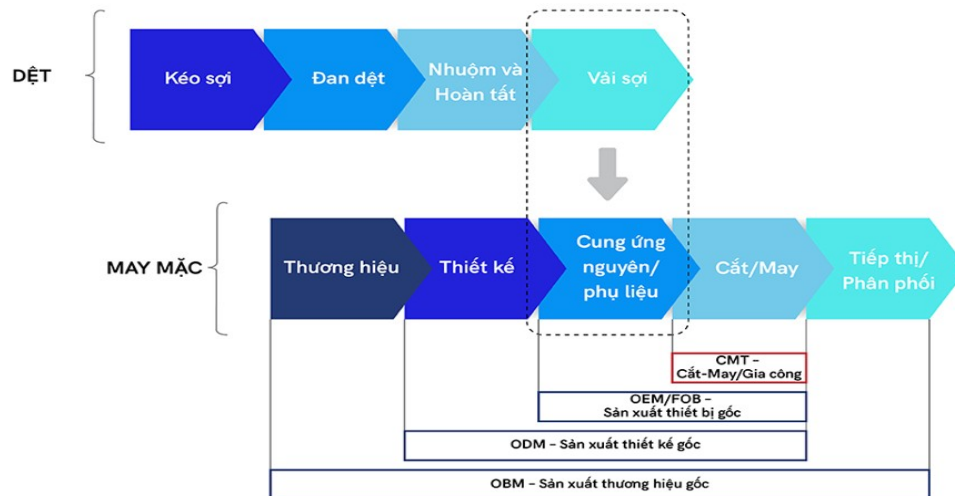 DỆT
Kéo sợi
Đan dệt
Nhuộm và
Hoàn tất
Vải sợi
MAY MẶC
Thương hiệu
Thiết kế
Cung ứng
nguyên/
phụ liệu
Cắt/May
Tiếp thị/
Phân phối
CMT –
Cắt-May/Gia công
OEM/FOB –
Sản xuất thiết bị gốc
ODM – Sản xuất thiết kế gốc
OBM – Sản xuất thương hiệu gốc